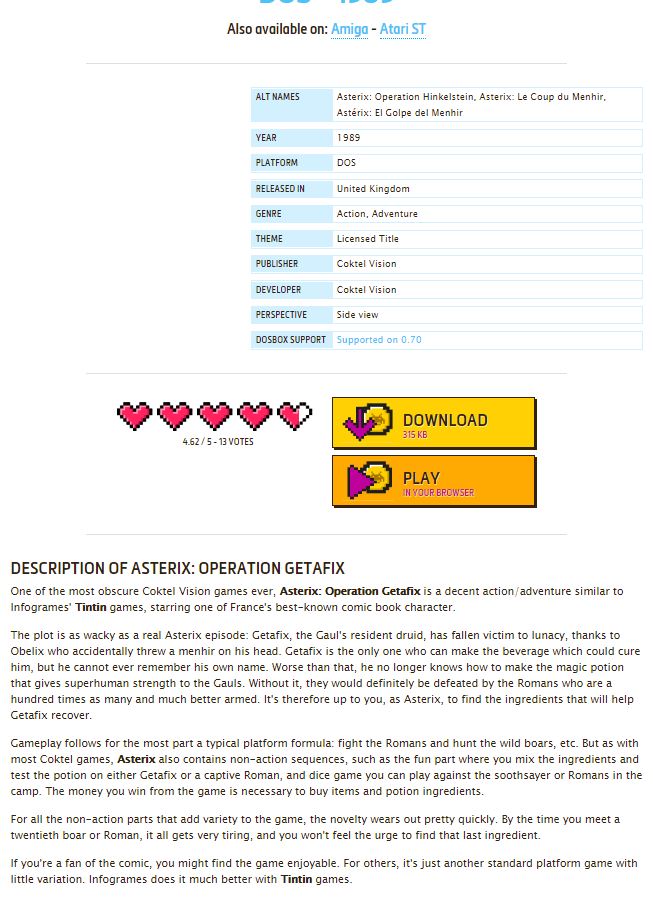 DOS - 1989
Also available on: Amiga - Atari ST
ALT NAMES Asterix: Operation Hinkelstein, Asterix: Le Coup du Menhir,
Astérix: El Golpe del Menhir
YEAR 1989
PLATFORM DOS
RELEASED IN United Kingdom
GENRE Action, Adventure
THEME Licensed Title
PUBLISHER Coktel Vision
DEVELOPER Coktel Vision
PERSPECTIVE Side view
DOSBOX SUPPORT Supported on 0.70
4.62 / 5 - 13 VOTES
DOWNLOAD
315 KB
PLAY
IN YOUR BROWSER
DESCRIPTION OF ASTERIX: OPERATION GETAFIX
One of the most obscure Coktel Vision games ever, Asterix: Operation Getafix is a decent action/adventure similar to
Infogrames' Tintin games, starring one of France's best-known comic book character.
The plot is as wacky as a real Asterix episode: Getafix, the Gaul's resident druid, has fallen victim to lunacy, thanks to
Obelix who accidentally threw a menhir on his head. Getafix is the only one who can make the beverage which could cure
him, but he cannot ever remember his own name. Worse than that, he no longer knows how to make the magic potion
that gives superhuman strength to the Gauls. Without it, they would definitely be defeated by the Romans who are a
hundred times as many and much better armed. It's therefore up to you, as Asterix, to find the ingredients that will help
Getafix recover.
Gameplay follows for the most part a typical platform formula: fight the Romans and hunt the wild boars, etc. But as with
most Coktel games, Asterix also contains non-action sequences, such as the fun part where you mix the ingredients and
test the potion on either Getafix or a captive Roman, and dice game you can play against the soothsayer or Romans in the
camp. The money you win from the game is necessary to buy items and potion ingredients.
For all the non-action parts that add variety to the game, the novelty wears out pretty quickly. By the time you meet a
twentieth boar or Roman, it all gets very tiring, and you won't feel the urge to find that last ingredient.
If you're a fan of the comic, you might find the game enjoyable. For others, it's just another standard platform game with
little variation. Infogrames does it much better with Tintin games.